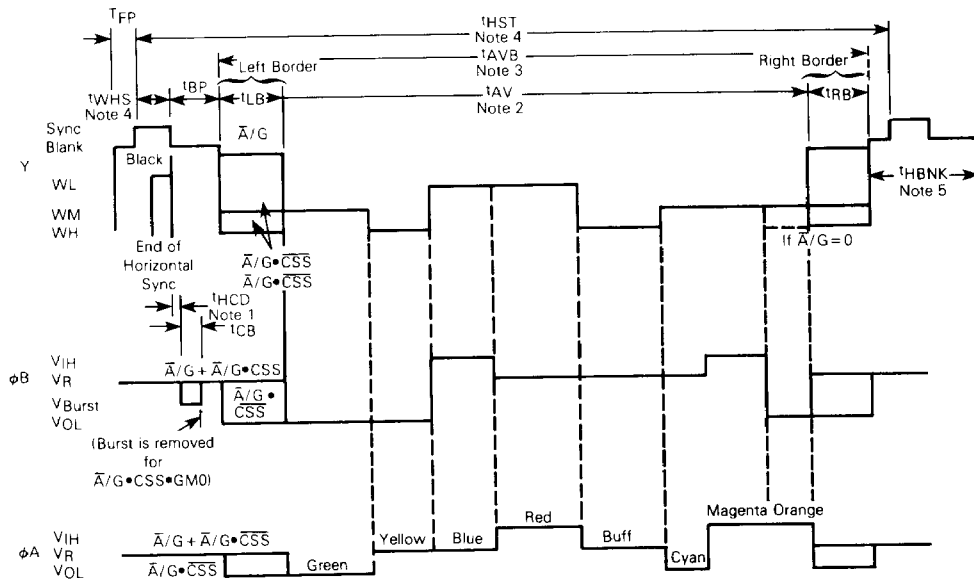 TFP
tHST
Note 4
tAVB
Note 3
Left Border
Right Border
tWHS
Note 4
tBP
tLB
tAV
Note 2
tRB
Sync
Blank
Y
Black
A̅/G
WL
WM
WH
tHBNK
Note 5
End of
Horizontal
Sync
A̅/G•C̅S̅S̅
A̅/G•C̅S̅S̅
If A̅/G=0
tHCD
Note 1
tCB
ϕB
VIH
VR
VBurst
VOL
A̅/G + A̅/G•CSS
A̅/G•
C̅S̅S̅
(Burst is removed
for
A̅/G•CSS•GM0)
ϕA
VIH
VR
VOL
A̅/G + A̅/G•C̅S̅S̅
A̅/G•C̅S̅S̅
Green
Yellow
Blue
Red
Buff
Cyan
Magenta Orange